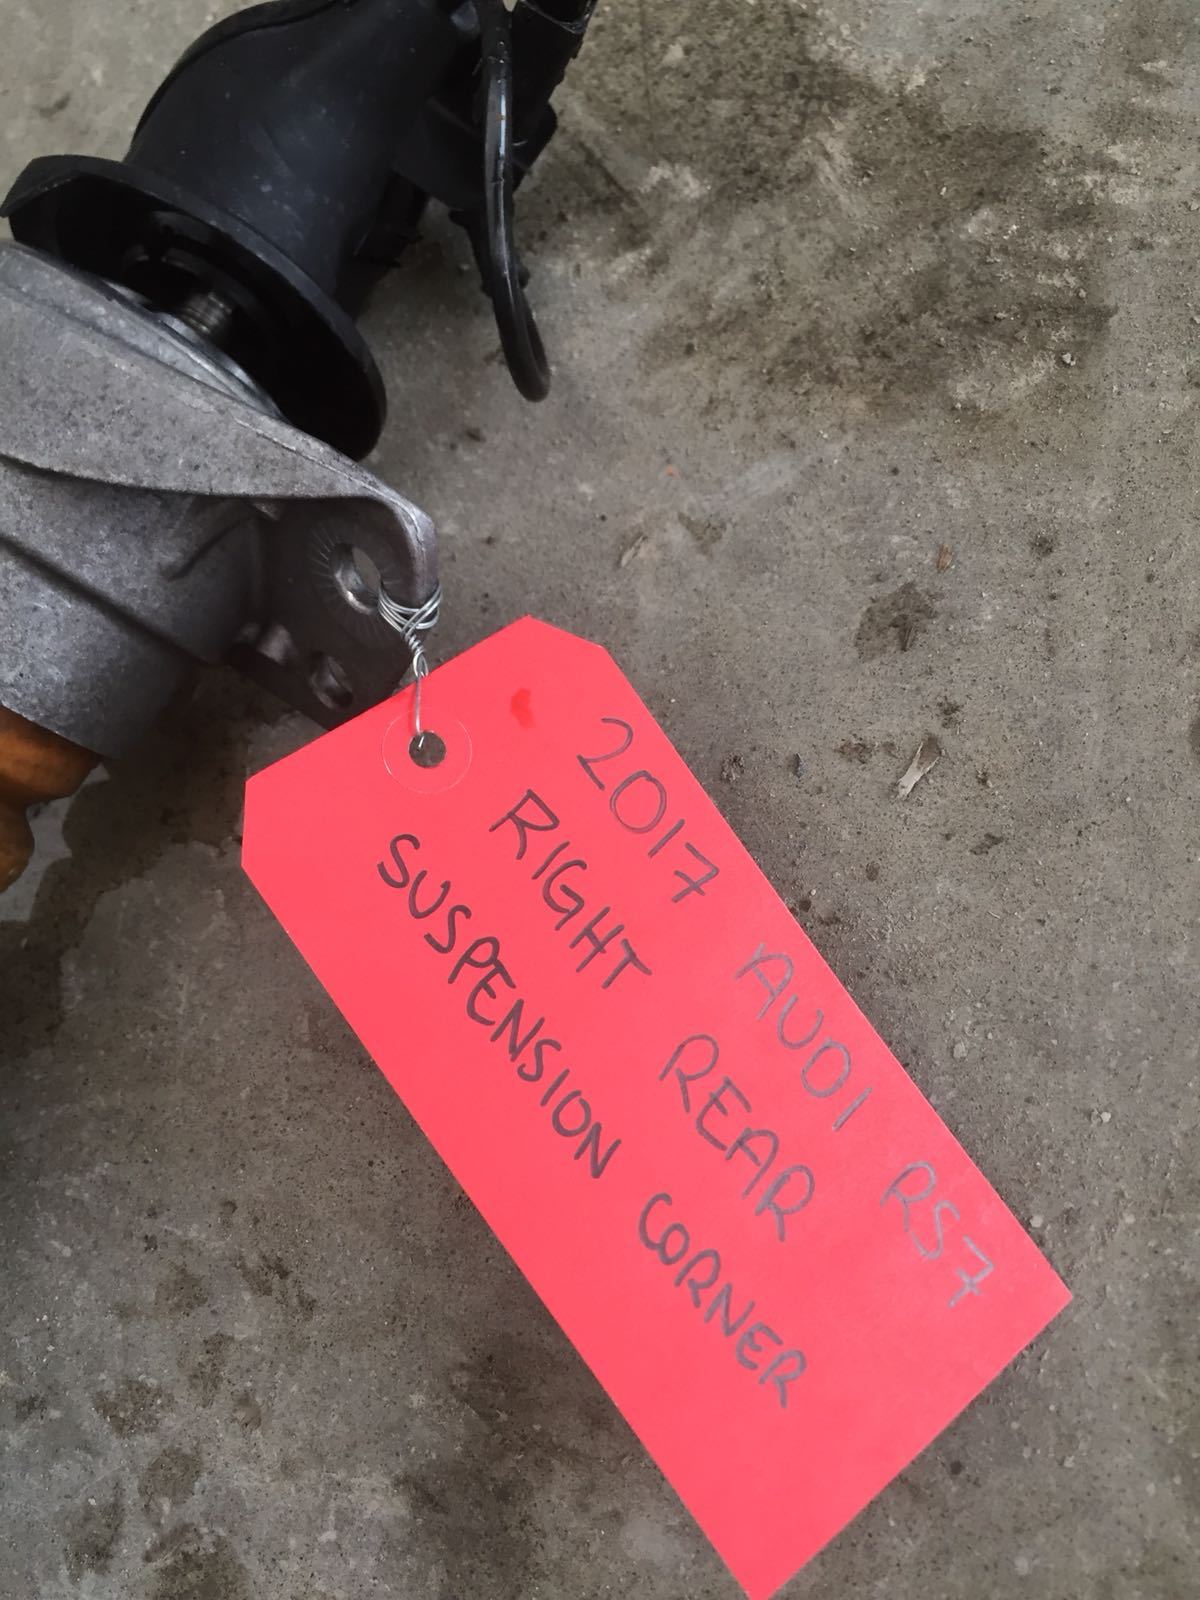 2017 AUDI RS7
RIGHT REAR
SUSPENSION CORNER